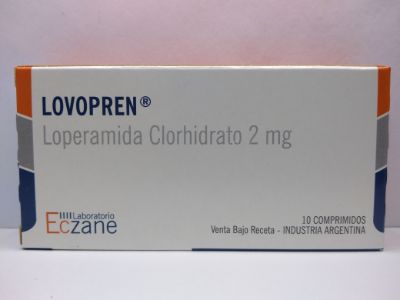 LOVOPREN®
Loperamida Clorhidrato 2 mg
Laboratorio
Eczane
10 COMPRIMIDOS
Venta Bajo Receta - INDUSTRIA ARGENTINA